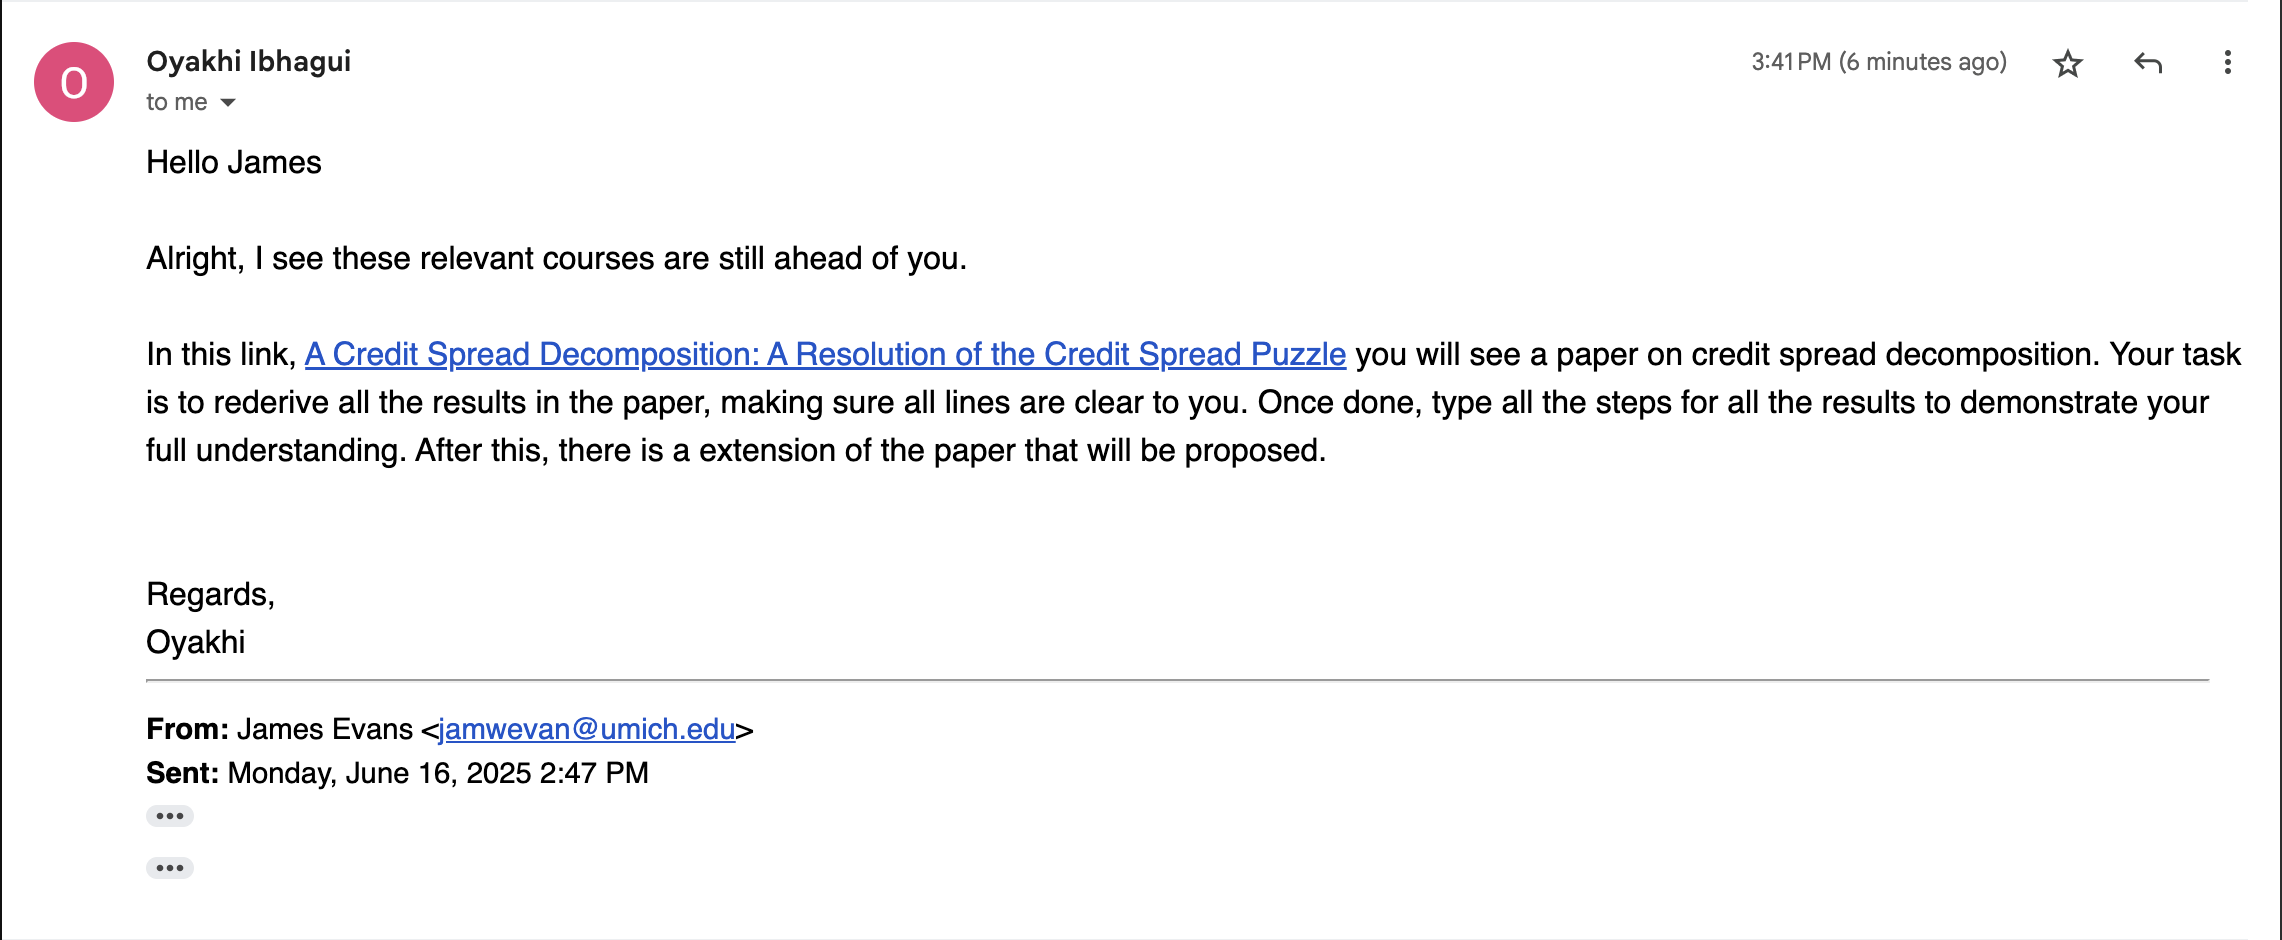 O
Oyakhi Ibhagui
3:41 PM (6 minutes ago)
to me
Hello James
Alright, I see these relevant courses are still ahead of you.
In this link, A Credit Spread Decomposition: A Resolution of the Credit Spread Puzzle you will see a paper on credit spread decomposition. Your task
is to rederive all the results in the paper, making sure all lines are clear to you. Once done, type all the steps for all the results to demonstrate your
full understanding. After this, there is a extension of the paper that will be proposed.
Regards,
Oyakhi
From: James Evans <jamwevan@umich.edu>
Sent: Monday, June 16, 2025 2:47 PM